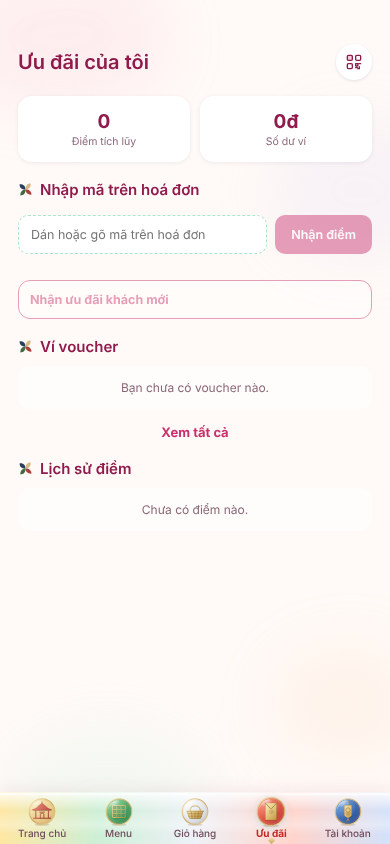 Ưu đãi của tôi
0
Điểm tích lũy
0đ
Số dư ví
Nhập mã trên hoá đơn
Dán hoặc gõ mã trên hoá đơn
Nhận điểm
Nhận ưu đãi khách mới
Ví voucher
Bạn chưa có voucher nào.
Xem tất cả
Lịch sử điểm
Chưa có điểm nào.
Trang chủ
Menu
Giỏ hàng
Ưu đãi
Tài khoản